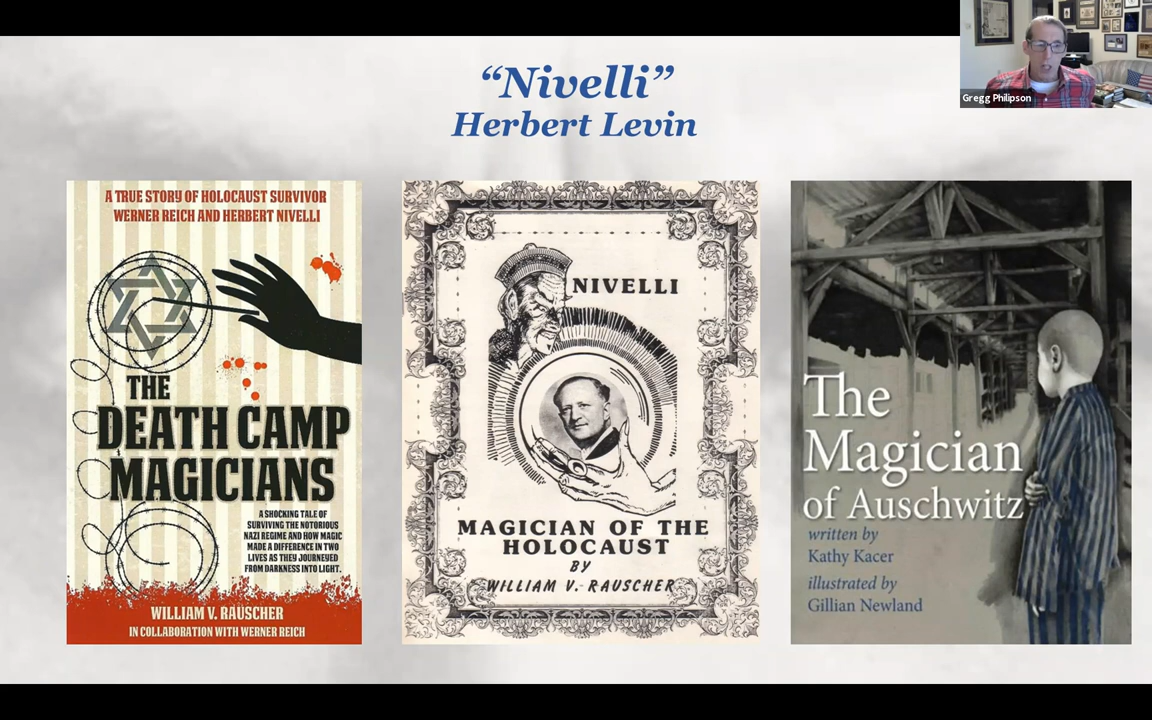 “Nivelli”
Herbert Levin
Gregg Philipson
A TRUE STORY OF HOLOCAUST SURVIVOR
WERNER REICH AND HERBERT NIVELLI
THE
DEATH CAMP
MAGICIANS
A SHOCKING TALE OF
SURVIVING THE NOTORIOUS
NAZI REGIME AND HOW MAGIC
MADE A DIFFERENCE IN TWO
LIVES AS THEY JOURNEYED
FROM DARKNESS INTO LIGHT.
WILLIAM V. RAUSCHER
IN COLLABORATION WITH WERNER REICH
NIVELLI
MAGICIAN OF THE
HOLOCAUST
BY
WILLIAM V. RAUSCHER
The
Magician
of Auschwitz
written by
Kathy Kacer
illustrated by
Gillian Newland